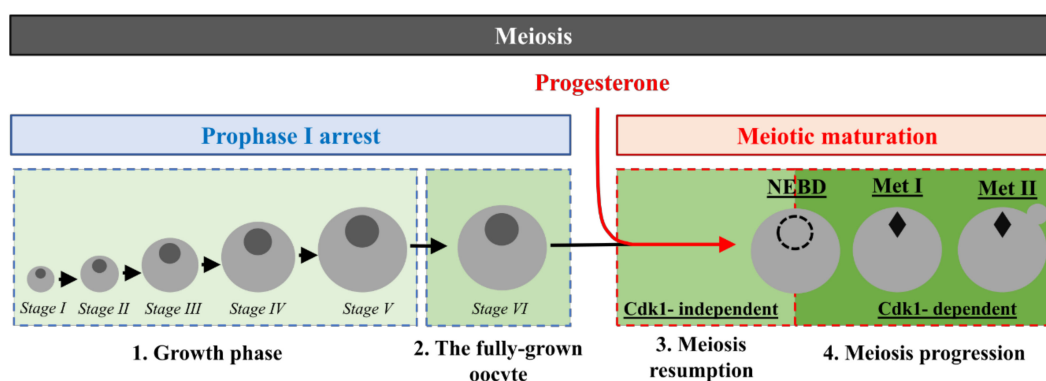 Meiosis
Progesterone
Prophase I arrest
Meiotic maturation
NEBD
Met I
Met II
Stage I
Stage II
Stage III
Stage IV
Stage V
Stage VI
Cdk1- independent
Cdk1- dependent
1. Growth phase
2. The fully-grown
oocyte
3. Meiosis
resumption
4. Meiosis progression